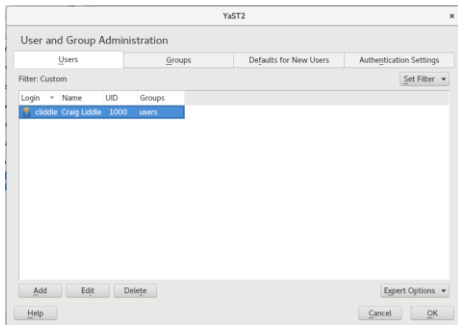 YaST2
User and Group Administration
Users Groups Defaults for New Users Authentication Settings
Filter: Custom Set Filter
Login Name UID Groups
cliddle Craig Liddle 1000 users
Add Edit Delete Expert Options
Help Cancel OK